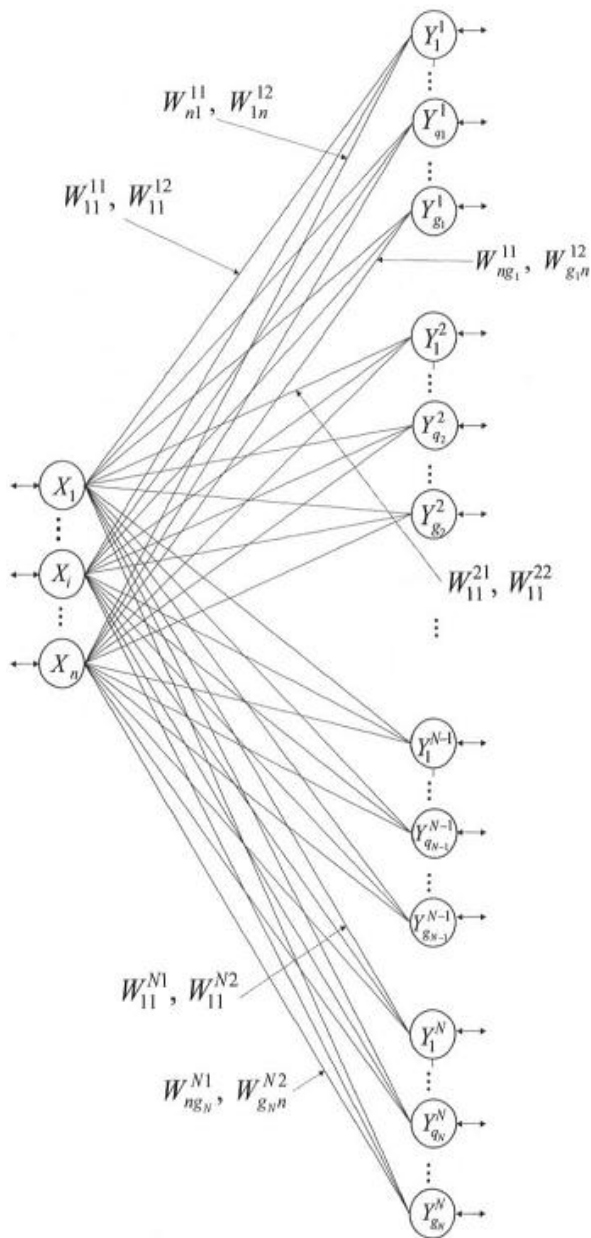 Y_1^1
W_{n1}^{11}, W_{1n}^{12}
Y_{q_1}^1
W_{11}^{11}, W_{11}^{12}
Y_{g_1}^1
W_{ng_1}^{11}, W_{g_1n}^{12}
Y_1^2
Y_{q_2}^2
X_1
Y_{g_2}^2
X_i
W_{11}^{21}, W_{11}^{22}
X_n
Y_1^{N-1}
Y_{q_{N-1}}^{N-1}
Y_{g_{N-1}}^{N-1}
W_{11}^{N1}, W_{11}^{N2}
Y_1^N
W_{ng_N}^{N1}, W_{g_Nn}^{N2}
Y_{q_N}^N
Y_{g_N}^N